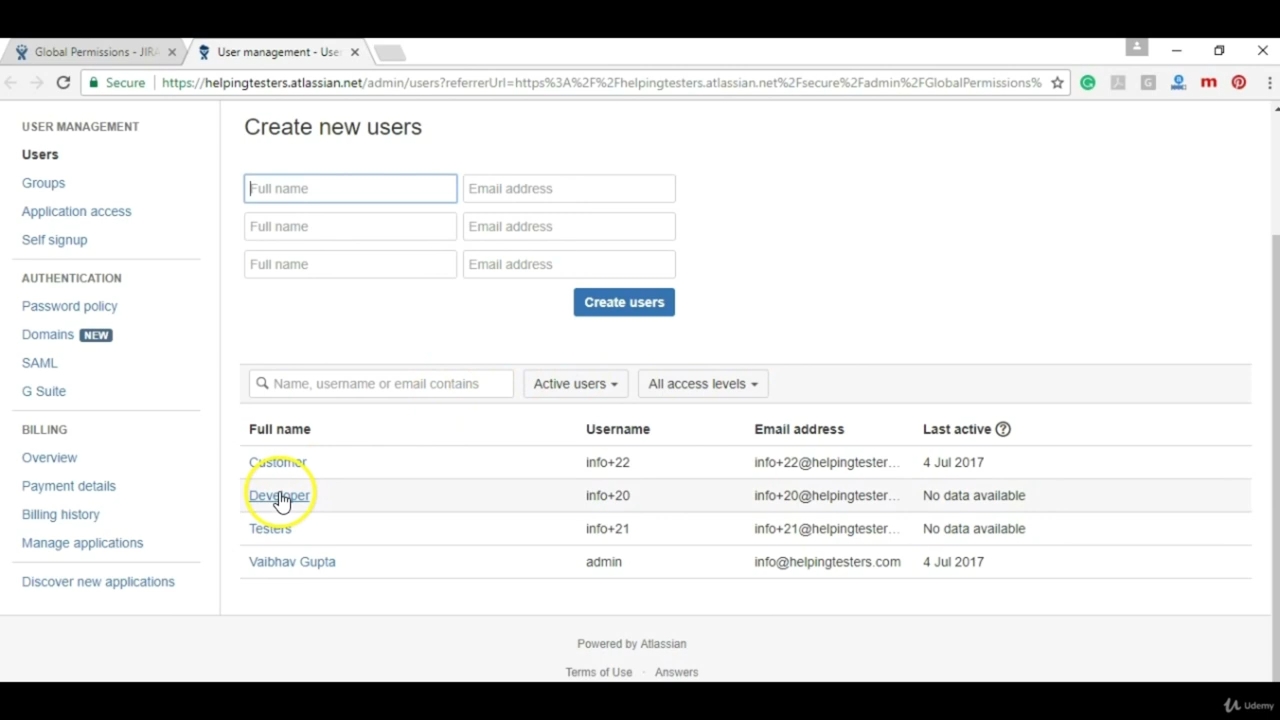 Global Permissions - JIRA
User management - Use
Secure
https://helpingtesters.atlassian.net/admin/users?referrerUrl=https%3A%2F%2Fhelpingtesters.atlassian.net%2Fsecure%2Fadmin%2FGlobalPermissions%
USER MANAGEMENT
Users
Groups
Application access
Self signup
AUTHENTICATION
Password policy
Domains NEW
SAML
G Suite
BILLING
Overview
Payment details
Billing history
Manage applications
Discover new applications
Create new users
Full name Email address
Full name Email address
Full name Email address
Create users
Name, username or email contains Active users All access levels
Full name Username Email address Last active ?
Customer info+22 info+22@helpingtester... 4 Jul 2017
Developer info+20 info+20@helpingtester... No data available
Testers info+21 info+21@helpingtester... No data available
Vaibhav Gupta admin info@helpingtesters.com 4 Jul 2017
Powered by Atlassian
Terms of Use · Answers
Udemy